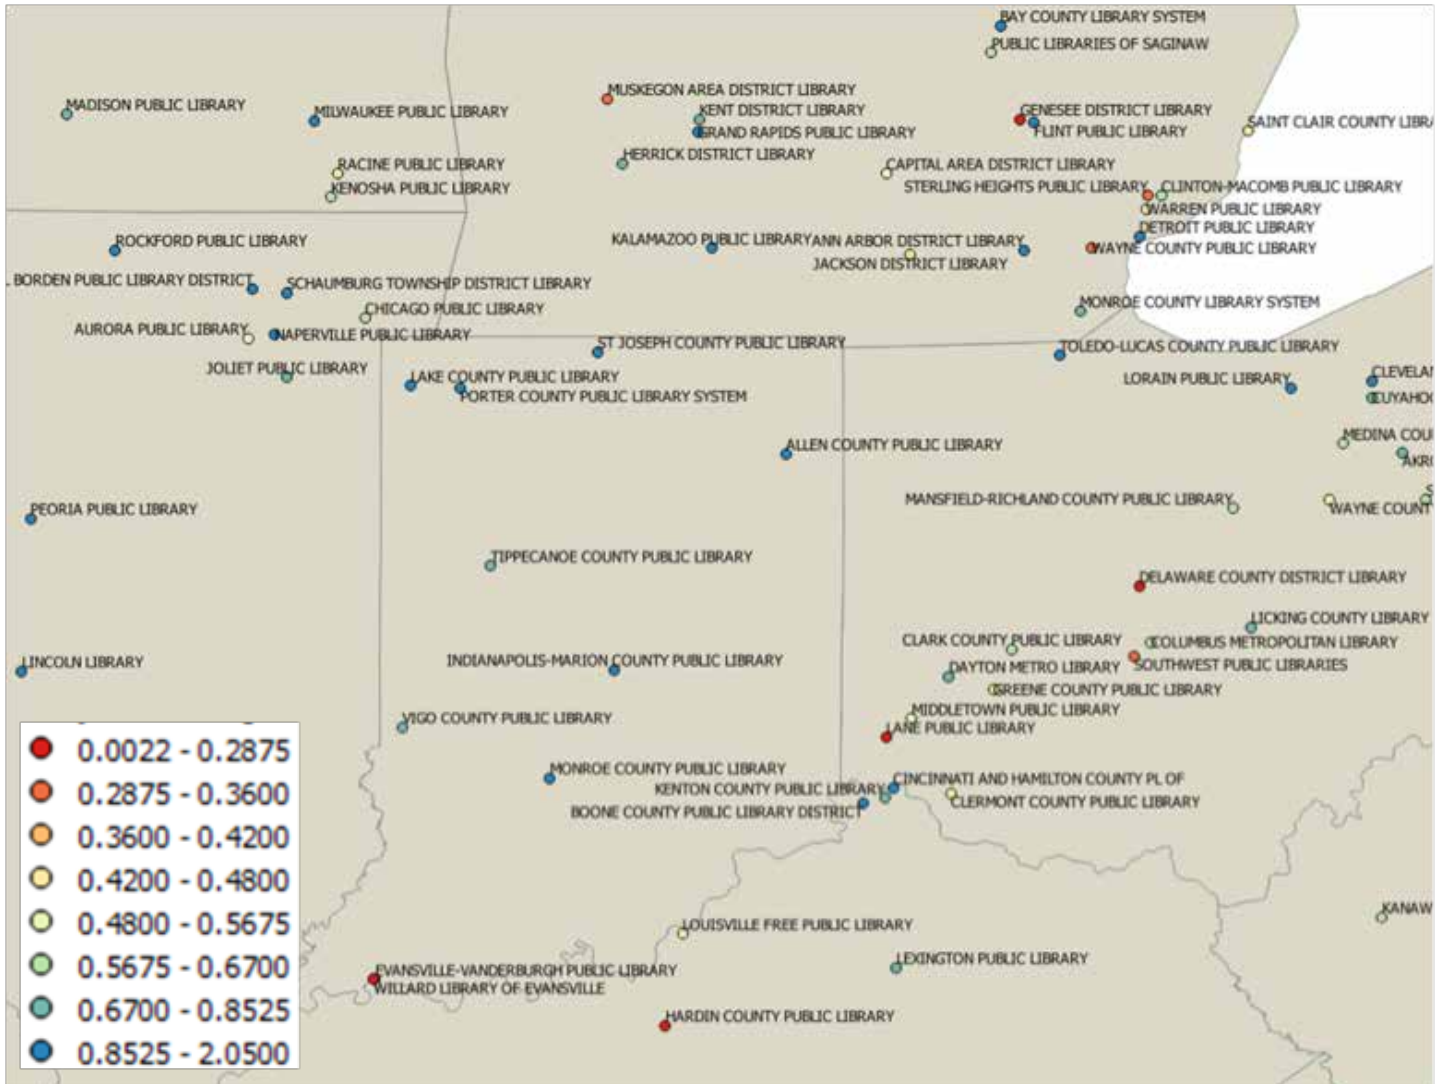 BAY COUNTY LIBRARY SYSTEM
PUBLIC LIBRARIES OF SAGINAW
MUSKEGON AREA DISTRICT LIBRARY
MADISON PUBLIC LIBRARY
MILWAUKEE PUBLIC LIBRARY
KENT DISTRICT LIBRARY
GENESEE DISTRICT LIBRARY
SAINT CLAIR COUNTY LIBR
GRAND RAPIDS PUBLIC LIBRARY
FLINT PUBLIC LIBRARY
HERRICK DISTRICT LIBRARY
RACINE PUBLIC LIBRARY
CAPITAL AREA DISTRICT LIBRARY
KENOSHA PUBLIC LIBRARY
STERLING HEIGHTS PUBLIC LIBRARY
CLINTON-MACOMB PUBLIC LIBRARY
WARREN PUBLIC LIBRARY
DETROIT PUBLIC LIBRARY
ROCKFORD PUBLIC LIBRARY
KALAMAZOO PUBLIC LIBRARY
ANN ARBOR DISTRICT LIBRARY
WAYNE COUNTY PUBLIC LIBRARY
JACKSON DISTRICT LIBRARY
L BORDEN PUBLIC LIBRARY DISTRICT
SCHAUMBURG TOWNSHIP DISTRICT LIBRARY
MONROE COUNTY LIBRARY SYSTEM
CHICAGO PUBLIC LIBRARY
AURORA PUBLIC LIBRARY
NAPERVILLE PUBLIC LIBRARY
ST JOSEPH COUNTY PUBLIC LIBRARY
TOLEDO-LUCAS COUNTY PUBLIC LIBRARY
JOLIET PUBLIC LIBRARY
LAKE COUNTY PUBLIC LIBRARY
LORAIN PUBLIC LIBRARY
CLEVELA
PORTER COUNTY PUBLIC LIBRARY SYSTEM
CUYAHO
ALLEN COUNTY PUBLIC LIBRARY
MEDINA COU
AKR
MANSFIELD-RICHLAND COUNTY PUBLIC LIBRARY
S
WAYNE COUNT
PEORIA PUBLIC LIBRARY
TIPPECANOE COUNTY PUBLIC LIBRARY
DELAWARE COUNTY DISTRICT LIBRARY
LICKING COUNTY LIBRARY
CLARK COUNTY PUBLIC LIBRARY
COLUMBUS METROPOLITAN LIBRARY
LINCOLN LIBRARY
INDIANAPOLIS-MARION COUNTY PUBLIC LIBRARY
DAYTON METRO LIBRARY
SOUTHWEST PUBLIC LIBRARIES
GREENE COUNTY PUBLIC LIBRARY
VIGO COUNTY PUBLIC LIBRARY
MIDDLETOWN PUBLIC LIBRARY
LANE PUBLIC LIBRARY
MONROE COUNTY PUBLIC LIBRARY
CINCINNATI AND HAMILTON COUNTY PL OF
KENTON COUNTY PUBLIC LIBRARY
CLERMONT COUNTY PUBLIC LIBRARY
BOONE COUNTY PUBLIC LIBRARY DISTRICT
KANAW
LOUISVILLE FREE PUBLIC LIBRARY
LEXINGTON PUBLIC LIBRARY
EVANSVILLE-VANDERBURGH PUBLIC LIBRARY
WILLARD LIBRARY OF EVANSVILLE
HARDIN COUNTY PUBLIC LIBRARY
0.0022 - 0.2875
0.2875 - 0.3600
0.3600 - 0.4200
0.4200 - 0.4800
0.4800 - 0.5675
0.5675 - 0.6700
0.6700 - 0.8525
0.8525 - 2.0500